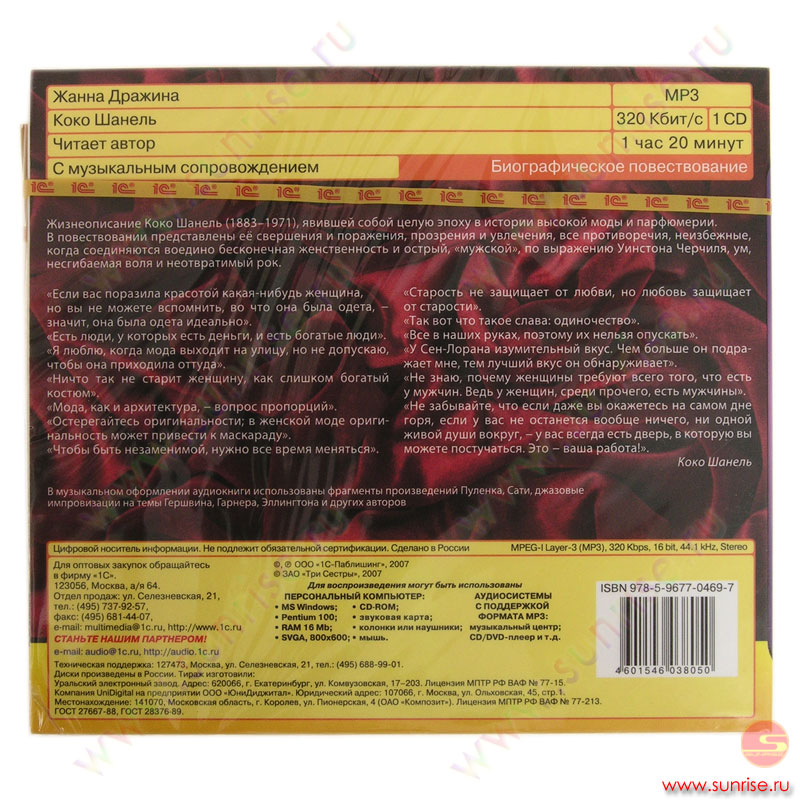 Жанна Дражина MP3
Коко Шанель 320 Кбит/с 1 CD
Читает автор 1 час 20 минут
С музыкальным сопровождением Биографическое повествование
1С 1С 1С 1С 1С 1С 1С 1С 1С 1С 1С 1С 1С 1С 1С 1С
Жизнеописание Коко Шанель (1883–1971), явившей собой целую эпоху в истории высокой моды и парфюмерии.
В повествовании представлены её свершения и поражения, прозрения и увлечения, все противоречия, неизбежные,
когда соединяются воедино бесконечная женственность и острый, «мужской», по выражению Уинстона Черчиля, ум,
несгибаемая воля и неотвратимый рок.
«Если вас поразила красотой какая-нибудь женщина,
но вы не можете вспомнить, во что она была одета, –
значит, она была одета идеально».
«Есть люди, у которых есть деньги, и есть богатые люди».
«Я люблю, когда мода выходит на улицу, но не допускаю,
чтобы она приходила оттуда».
«Ничто так не старит женщину, как слишком богатый
костюм».
«Мода, как и архитектура, – вопрос пропорций».
«Остерегайтесь оригинальности; в женской моде ориги-
нальность может привести к маскараду».
«Чтобы быть незаменимой, нужно все время меняться».
«Старость не защищает от любви, но любовь защищает
от старости».
«Так вот что такое слава: одиночество».
«Все в наших руках, поэтому их нельзя опускать».
«У Сен-Лорана изумительный вкус. Чем больше он подра-
жает мне, тем лучший вкус он обнаруживает».
«Не знаю, почему женщины требуют всего того, что есть
у мужчин. Ведь у женщин, среди прочего, есть мужчины».
«Не забывайте, что если даже вы окажетесь на самом дне
горя, если у вас не останется вообще ничего, ни одной
живой души вокруг, – у вас всегда есть дверь, в которую вы
можете постучаться. Это – ваша работа!».
Коко Шанель
В музыкальном оформлении аудиокниги использованы фрагменты произведений Пуленка, Сати, джазовые
импровизации на темы Гершвина, Гарнера, Эллингтона и других авторов
Цифровой носитель информации. Не подлежит обязательной сертификации. Сделано в России MPEG-I Layer-3 (MP3), 320 Kbps, 16 bit, 44.1 kHz, Stereo
Для оптовых закупок обращайтесь
в фирму «1С».
123056, Москва, а/я 64.
Отдел продаж: ул. Селезневская, 21,
тел.: (495) 737-92-57,
факс: (495) 681-44-07,
e-mail: multimedia@1c.ru, http://www.1c.ru
СТАНЬТЕ НАШИМ ПАРТНЕРОМ!
e-mail: audio@1c.ru, http://audio.1c.ru
©, ℗ ООО «1С-Паблишинг», 2007
© ЗАО «Три Сестры», 2007
Для воспроизведения могут быть использованы
ПЕРСОНАЛЬНЫЙ КОМПЬЮТЕР:
• MS Windows; • CD-ROM;
• Pentium 100; • звуковая карта;
• RAM 16 Mb; • колонки или наушники;
• SVGA, 800x600; • мышь.
АУДИОСИСТЕМЫ
С ПОДДЕРЖКОЙ
ФОРМАТА MP3:
музыкальный центр;
CD/DVD-плеер и т.д.
ISBN 978-5-9677-0469-7
4601546038050
Техническая поддержка: 127473, Москва, ул. Селезневская, 21, тел.: (495) 688-99-01.
Диски произведены в России. Тираж изготовили:
Уральский электронный завод. Адрес: 620066, г. Екатеринбург, ул. Комвузовская, 17–203. Лицензия МПТР РФ ВАФ № 77-15.
Компания UniDigital на предприятии ООО «ЮниДиджитал». Юридический адрес: 107066, г. Москва, ул. Ольховская, 45, стр.1.
Местонахождение: 141070, Московская область, г. Королев, ул. Пионерская, 4 (ОАО «Композит»). Лицензия МПТР РФ ВАФ № 77-213.
ГОСТ 27667-88, ГОСТ 28376-89.
www.sunrise.ru